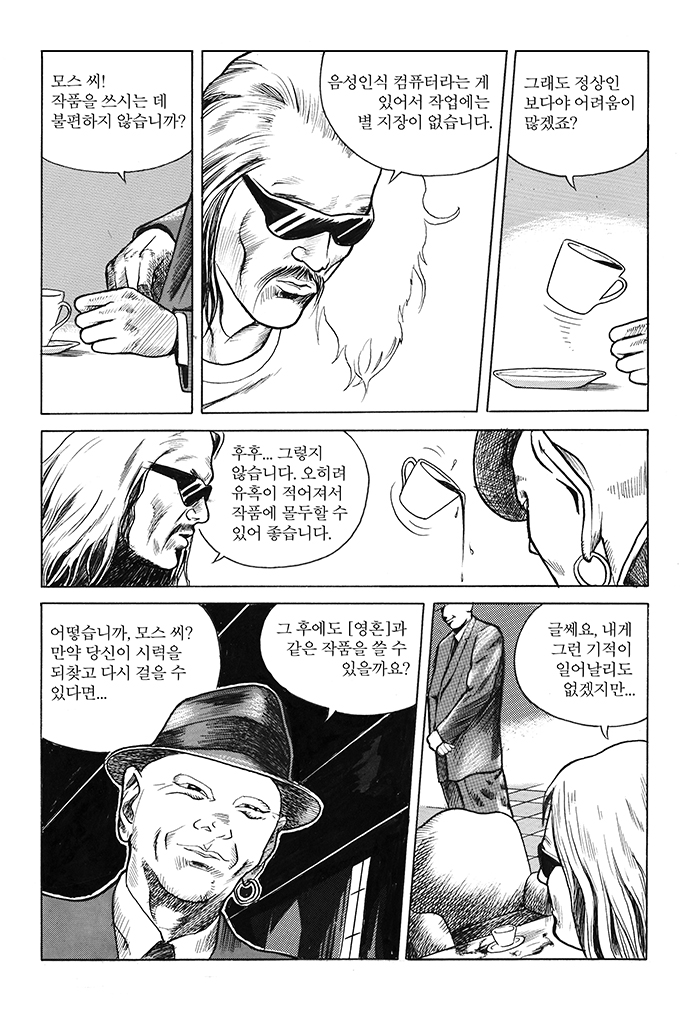 모스 씨!
작품을 쓰시는 데
불편하지 않습니까?
음성인식 컴퓨터라는 게
있어서 작업에는
별 지장이 없습니다.
그래도 정상인
보다야 어려움이
많겠죠?
후후... 그렇지
않습니다. 오히려
유혹이 적어져서
작품에 몰두할 수
있어 좋습니다.
어떻습니까, 모스 씨?
만약 당신이 시력을
되찾고 다시 걸을 수
있다면...
그 후에도 [영혼]과
같은 작품을 쓸 수
있을까요?
글쎄요, 내게
그런 기적이
일어날리도
없겠지만...